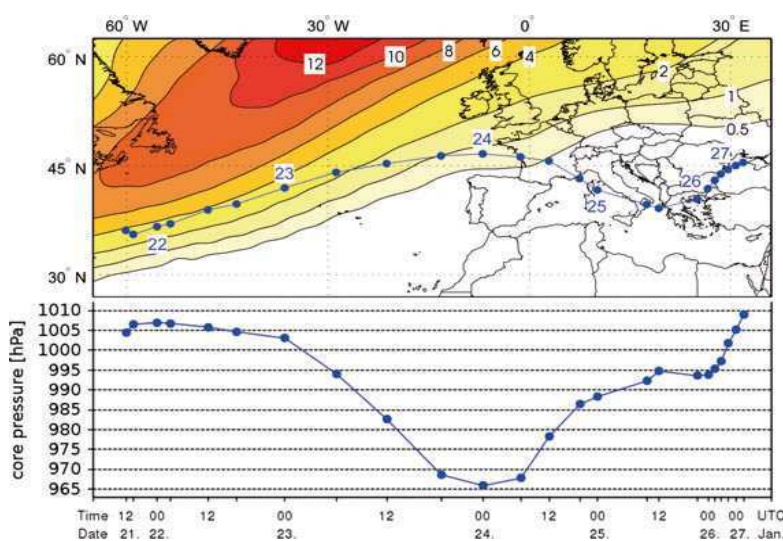 60° W 30° W 0° 30° E
60° N 12 10 8 6 4 2
1
0.5
24 27
45° N 23 26
25
22
30° N
1010
1005
1000
995
990
985
980
975
970
965
core pressure [hPa]
Time 12 00 12 00 12 00 12 00 12 00 00 UTC
Date 21. 22. 23. 24. 25. 26. 27. Jan.